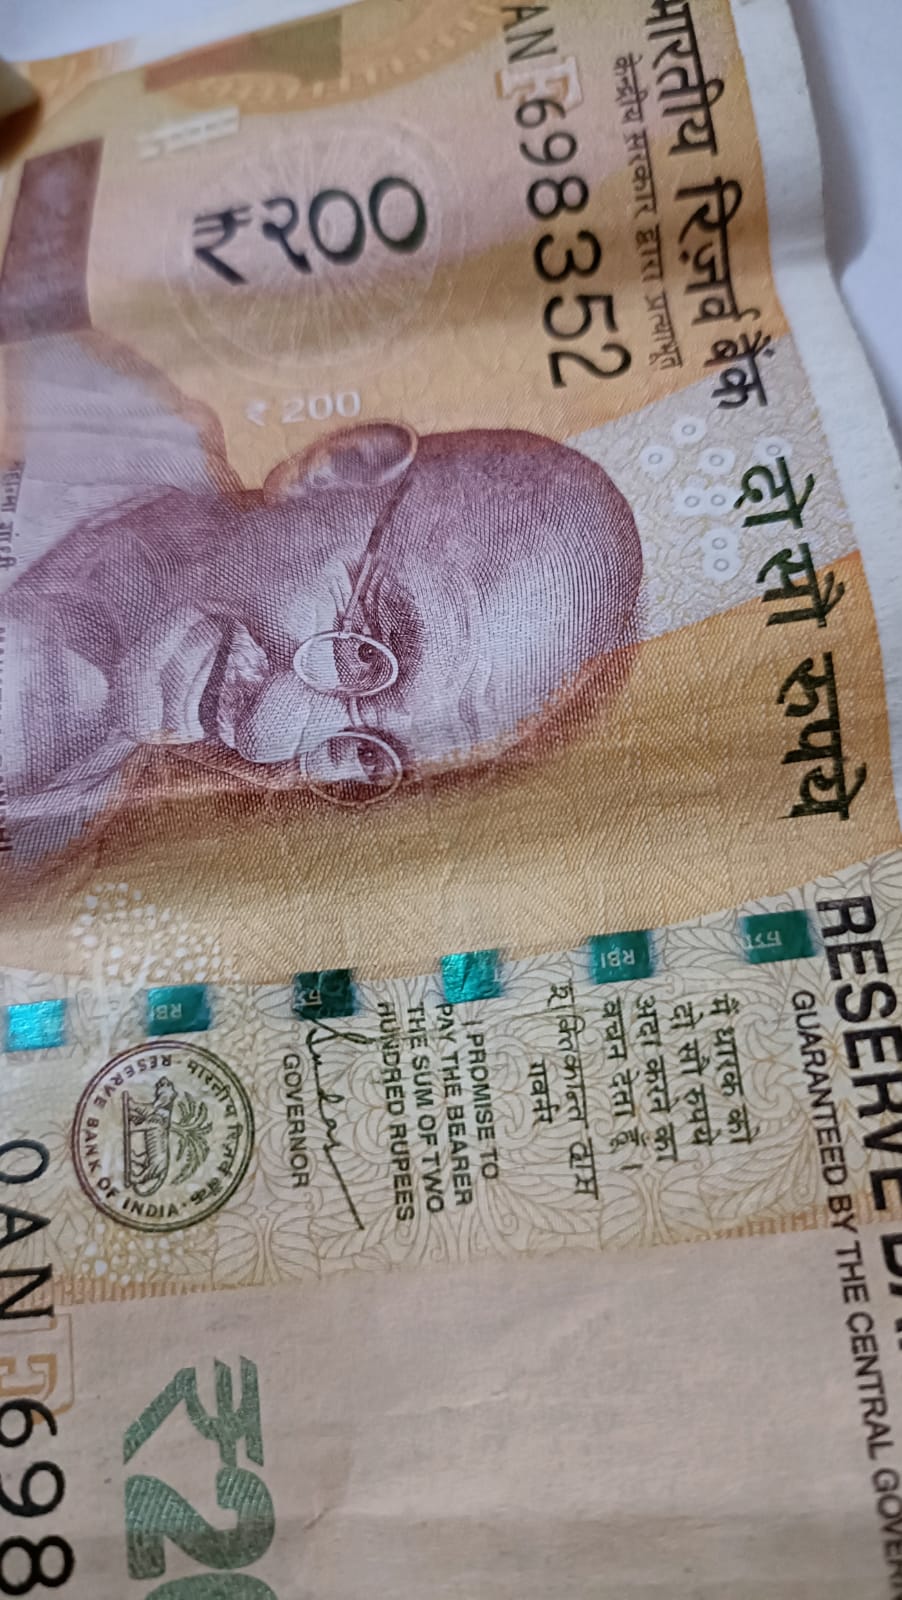 भारतीय रिज़र्व बैंक
केन्द्रीय सरकार द्वारा प्रत्याभूत
AN F 698352
₹२००
₹ 200
दो सौ रुपये
RESERVE
GUARANTEED BY THE CENTRAL
मैं धारक को
दो सौ रुपये
अदा करने का
वचन देता हूँ।
शक्तिकान्त दास
गवर्नर
I PROMISE TO
PAY THE BEARER
THE SUM OF TWO
HUNDRED RUPEES
GOVERNOR
RBI
RBI
भारतीय रिज़र्व बैंक
RESERVE BANK OF INDIA
0AN F 698
₹20